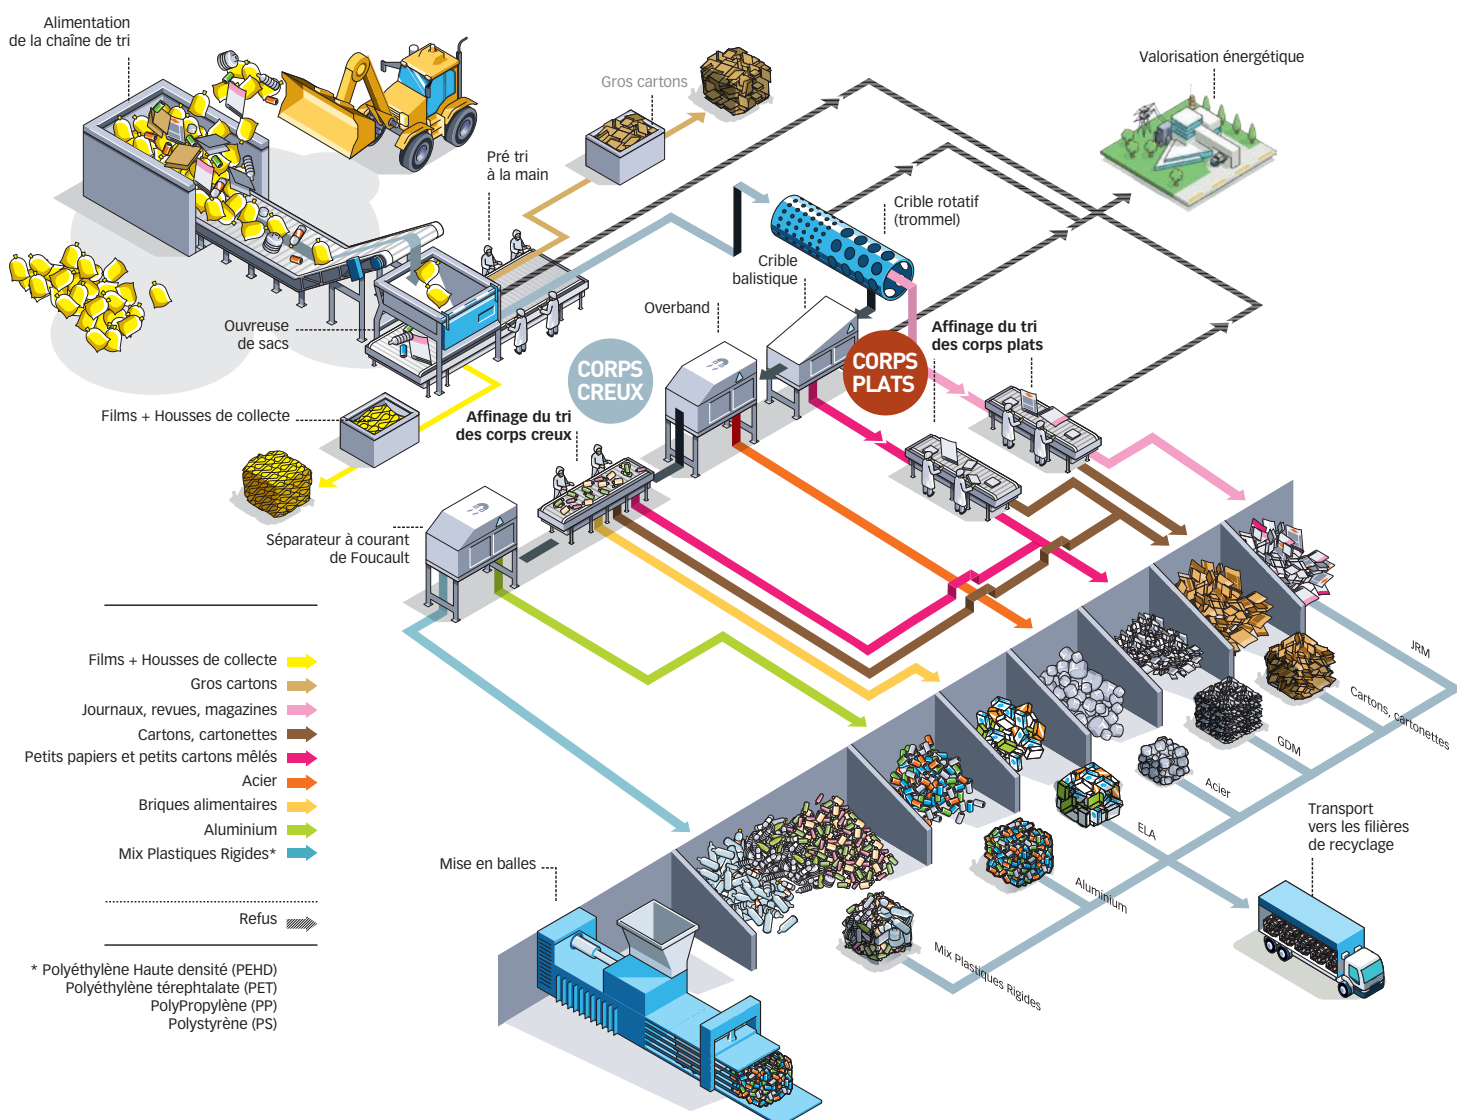 Alimentation
de la chaîne de tri
Gros cartons
Valorisation énergétique
Pré tri
à la main
Crible rotatif
(trommel)
Crible
balistique
Overband
Ouvreuse
de sacs
Affinage du tri
des corps plats
CORPS
CREUX
CORPS
PLATS
Films + Housses de collecte
Affinage du tri
des corps creux
Séparateur à courant
de Foucault
Films + Housses de collecte
Gros cartons
Journaux, revues, magazines
Cartons, cartonettes
Petits papiers et petits cartons mêlés
Acier
Briques alimentaires
Aluminium
Mix Plastiques Rigides*
Refus
* Polyéthylène Haute densité (PEHD)
Polyéthylène térephtalate (PET)
PolyPropylène (PP)
Polystyrène (PS)
JRM
Cartons, cartonnettes
GDM
Acier
ELA
Aluminium
Mix Plastiques Rigides
Mise en balles
Transport
vers les filières
de recyclage